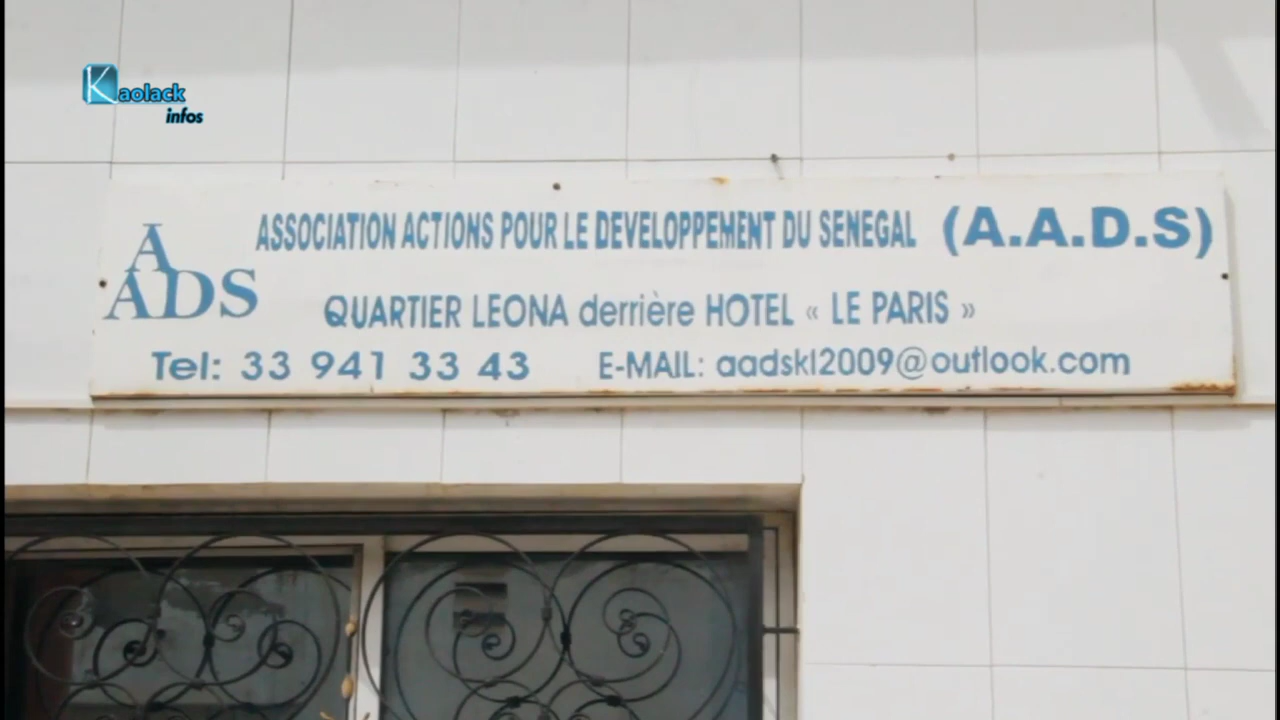 Kaolack
infos
A
ADS
ASSOCIATION ACTIONS POUR LE DEVELOPPEMENT DU SENEGAL (A.A.D.S)
QUARTIER LEONA derrière HOTEL « LE PARIS »
Tel: 33 941 33 43 E-MAIL: aadskl2009@outlook.com